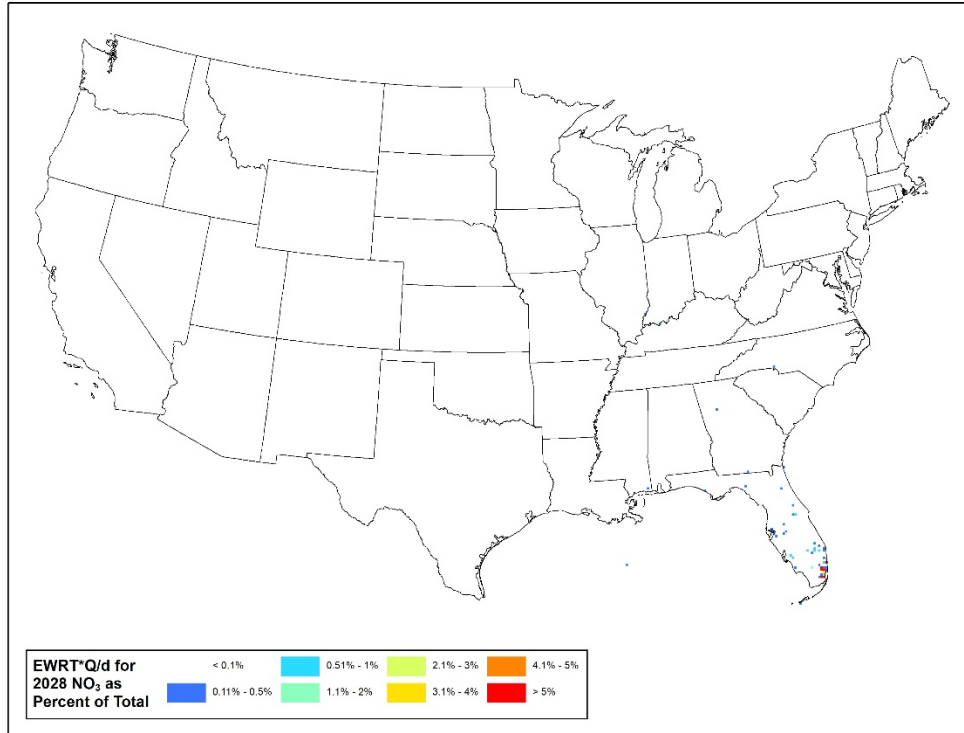 EWRT*Q/d for
2028 NO₃ as
Percent of Total
< 0.1%
0.11% - 0.5%
0.51% - 1%
1.1% - 2%
2.1% - 3%
3.1% - 4%
4.1% - 5%
> 5%